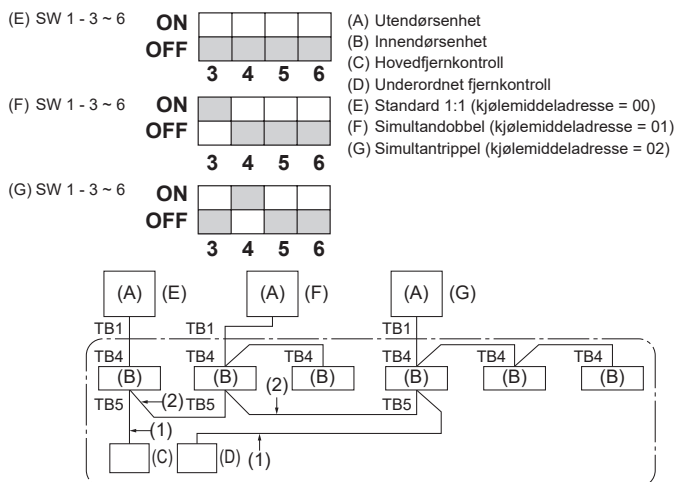 (E) SW 1 - 3 ~ 6
ON
OFF
3 4 5 6
(F) SW 1 - 3 ~ 6
ON
OFF
3 4 5 6
(G) SW 1 - 3 ~ 6
ON
OFF
3 4 5 6
(A) Utendørsenhet
(B) Innendørsenhet
(C) Hovedfjernkontroll
(D) Underordnet fjernkontroll
(E) Standard 1:1 (kjølemiddeladresse = 00)
(F) Simultandobbel (kjølemiddeladresse = 01)
(G) Simultantrippel (kjølemiddeladresse = 02)
(A) (E) (A) (F) (A) (G)
TB1 TB1 TB1
TB4 TB4 TB4 TB4 TB4 TB4
(B) (B) (B) (B) (B) (B)
TB5 (2) TB5 (2) TB5
(1)
(C) (D) (1)